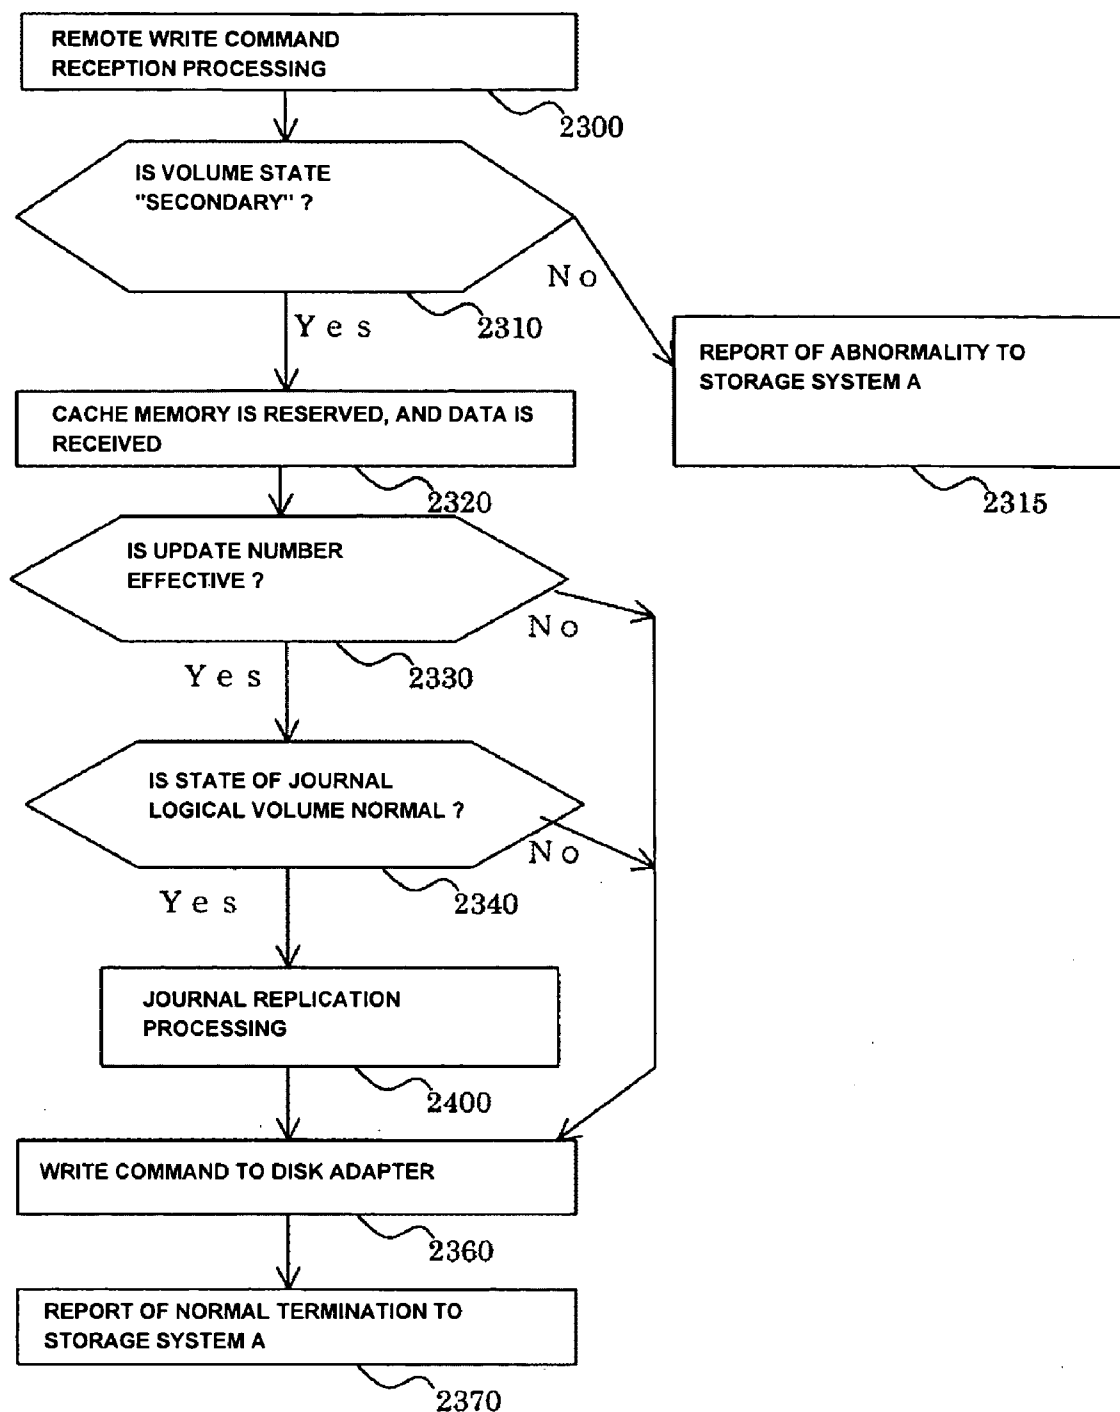 REMOTE WRITE COMMAND
RECEPTION PROCESSING
2300
IS VOLUME STATE
"SECONDARY" ?
No
2310
Yes
REPORT OF ABNORMALITY TO
STORAGE SYSTEM A
2315
CACHE MEMORY IS RESERVED, AND DATA IS
RECEIVED
2320
IS UPDATE NUMBER
EFFECTIVE ?
No
2330
Yes
IS STATE OF JOURNAL
LOGICAL VOLUME NORMAL ?
No
2340
Yes
JOURNAL REPLICATION
PROCESSING
2400
WRITE COMMAND TO DISK ADAPTER
2360
REPORT OF NORMAL TERMINATION TO
STORAGE SYSTEM A
2370